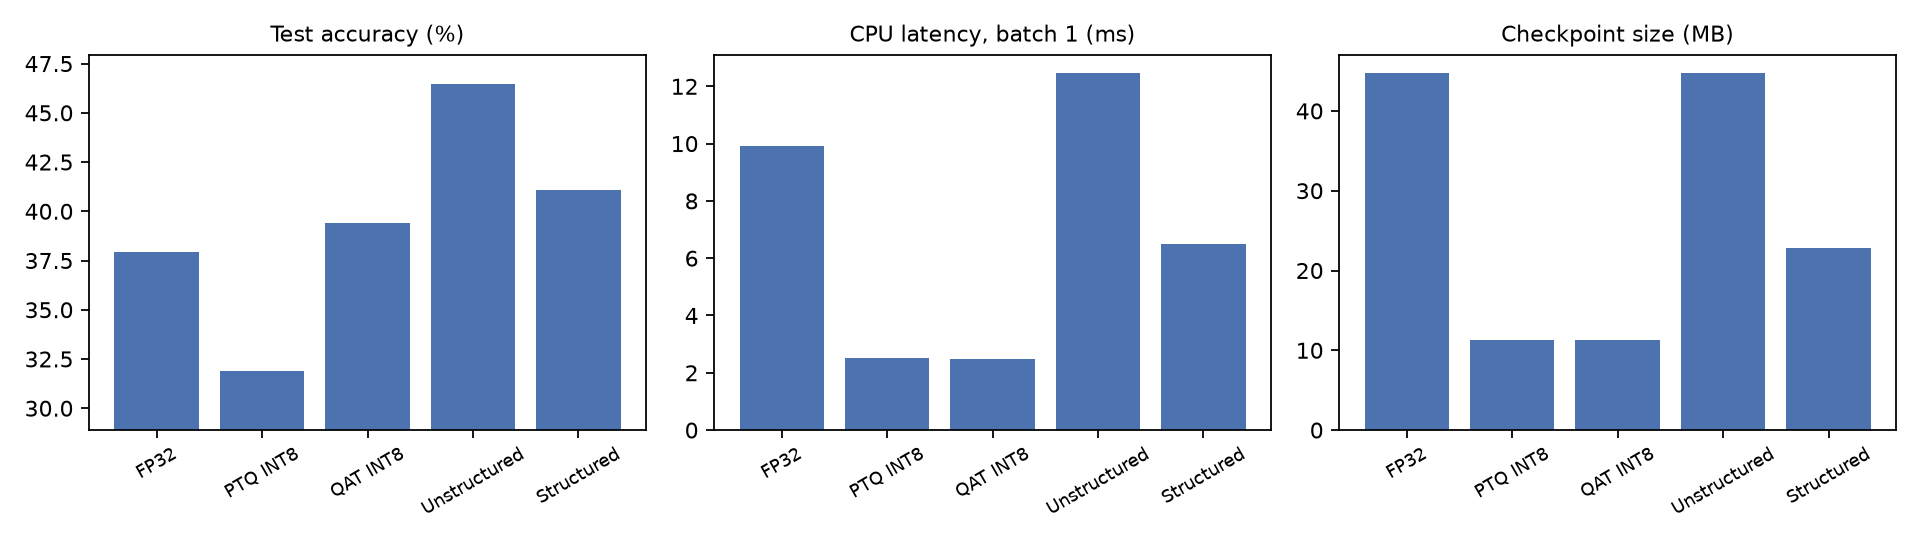 Test accuracy (%)
47.5
45.0
42.5
40.0
37.5
35.0
32.5
30.0
FP32
PTQ INT8
QAT INT8
Unstructured
Structured
CPU latency, batch 1 (ms)
12
10
8
6
4
2
0
FP32
PTQ INT8
QAT INT8
Unstructured
Structured
Checkpoint size (MB)
40
30
20
10
0
FP32
PTQ INT8
QAT INT8
Unstructured
Structured